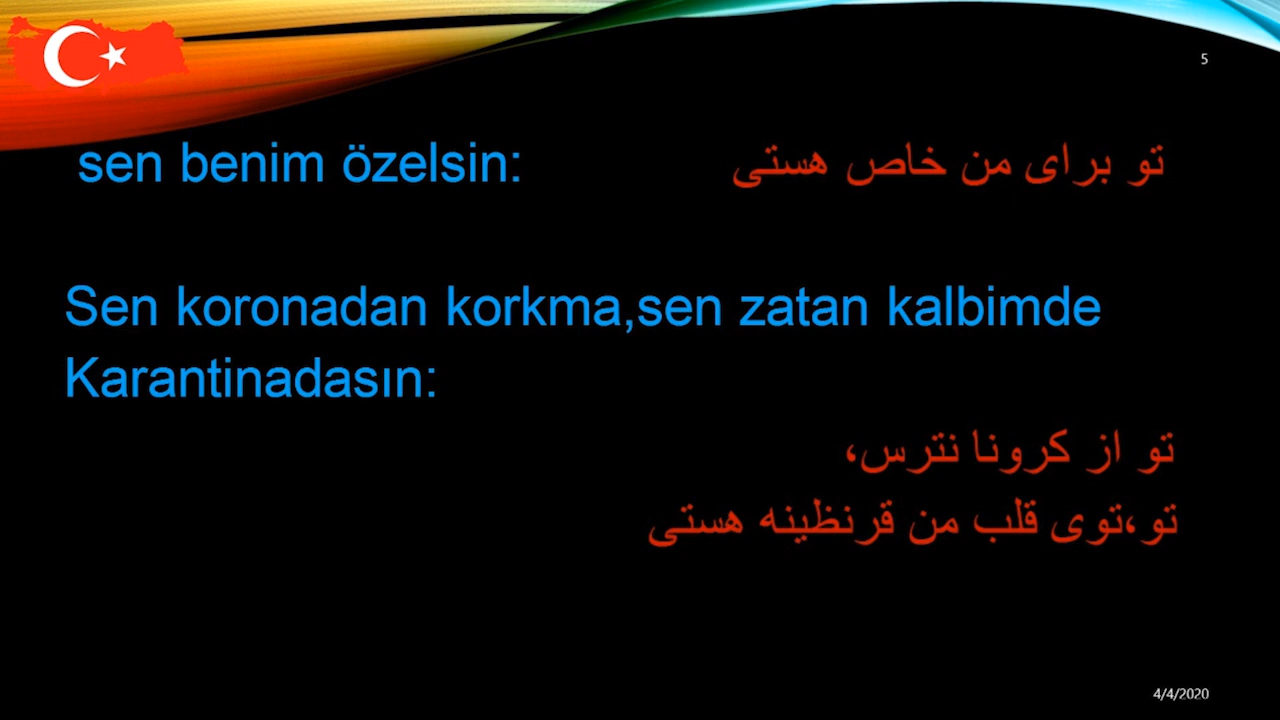 5
sen benim özelsin:
تو برای من خاص هستی
Sen koronadan korkma,sen zatan kalbimde
Karantinadasın:
تو از کرونا نترس،
تو،توی قلب من قرنظینه هستی
4/4/2020